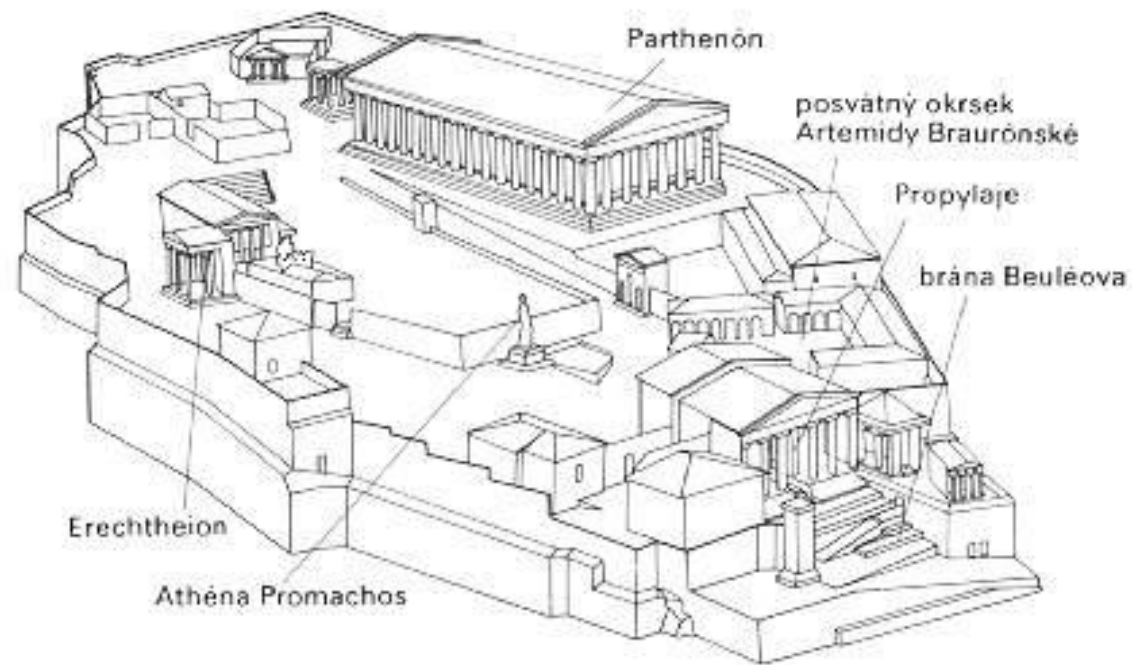 Parthenón
posvátný okrsek
Artemidy Braurónské
Propylaje
brána Beuléova
Erechtheion
Athéna Promachos